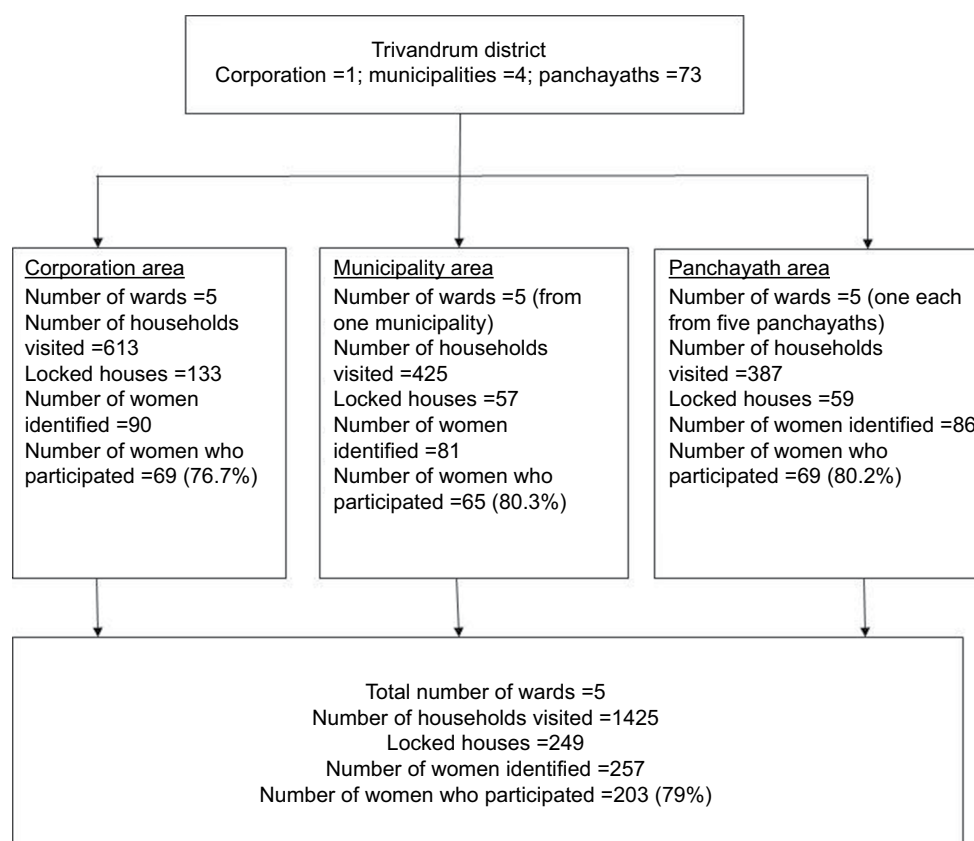 Trivandrum district
Corporation =1; municipalities =4; panchayaths =73
Corporation area
Number of wards =5
Number of households
visited =613
Locked houses =133
Number of women
identified =90
Number of women who
participated =69 (76.7%)
Municipality area
Number of wards =5 (from
one municipality)
Number of households
visited =425
Locked houses =57
Number of women
identified =81
Number of women who
participated =65 (80.3%)
Panchayath area
Number of wards =5 (one each
from five panchayaths)
Number of households
visited =387
Locked houses =59
Number of women identified =86
Number of women who
participated =69 (80.2%)
Total number of wards =5
Number of households visited =1425
Locked houses =249
Number of women identified =257
Number of women who participated =203 (79%)